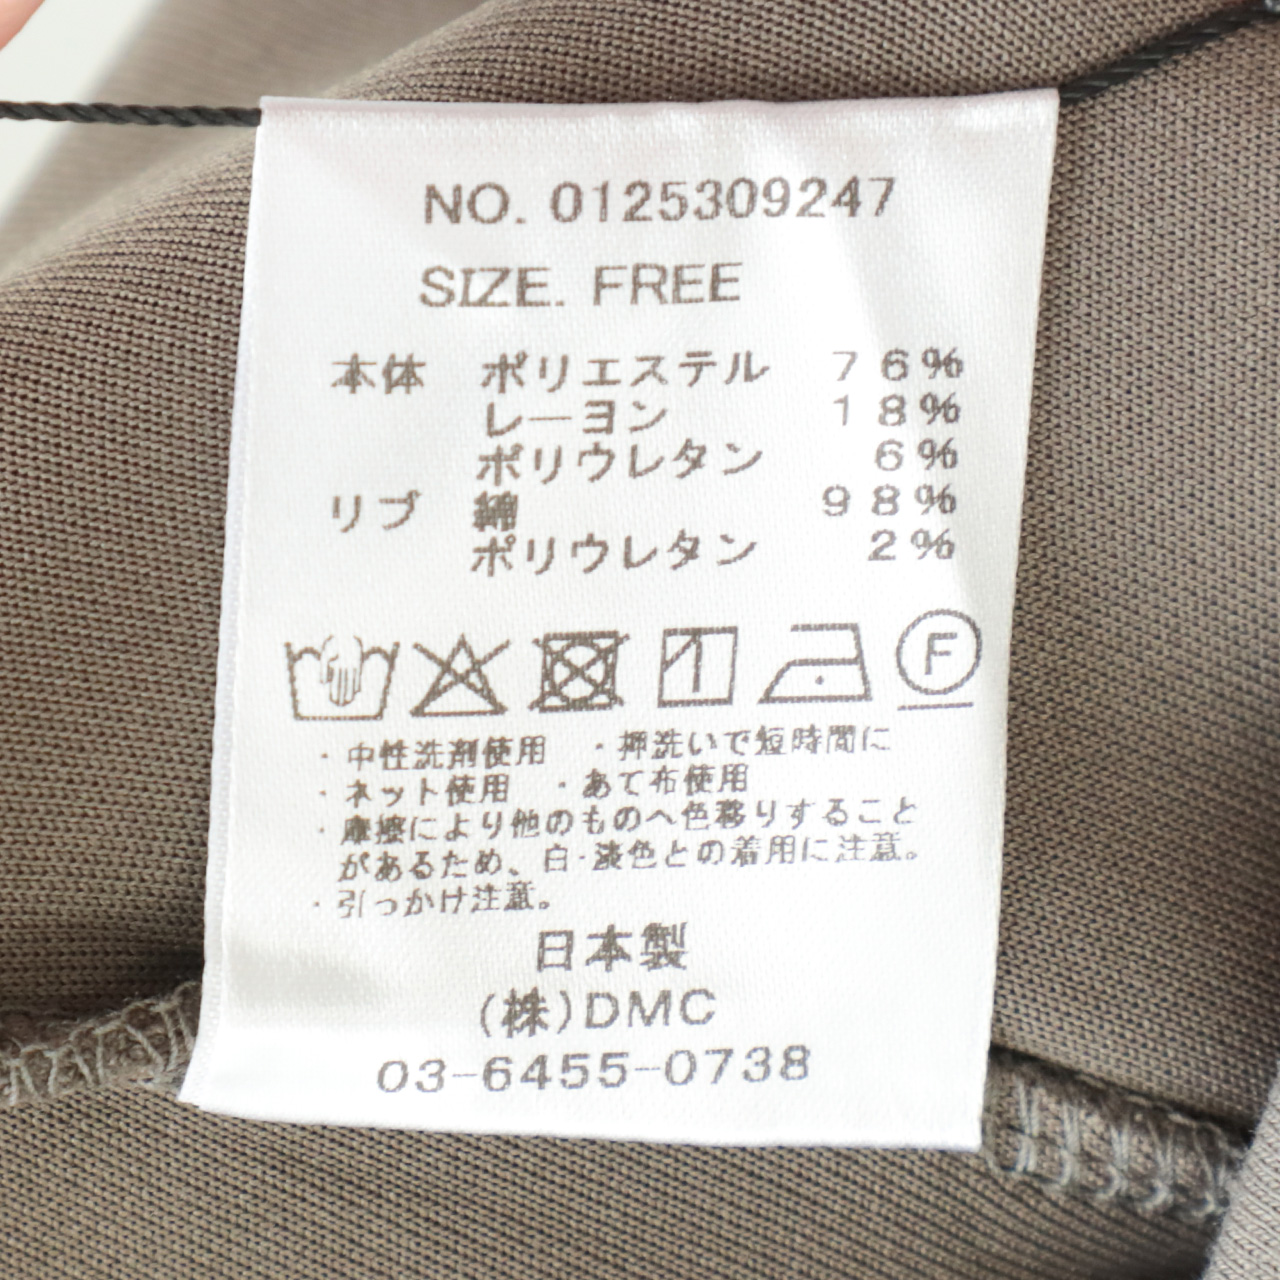 NO. 0125309247
SIZE. FREE
本体 ポリエステル 76%
レーヨン 18%
ポリウレタン 6%
リブ 綿 98%
ポリウレタン 2%
F
・中性洗剤使用 ・押洗いで短時間に
・ネット使用 ・あて布使用
・摩擦により他のものへ色移りすること
があるため、白・淡色との着用に注意。
・引っかけ注意。
日本製
(株)DMC
03-6455-0738